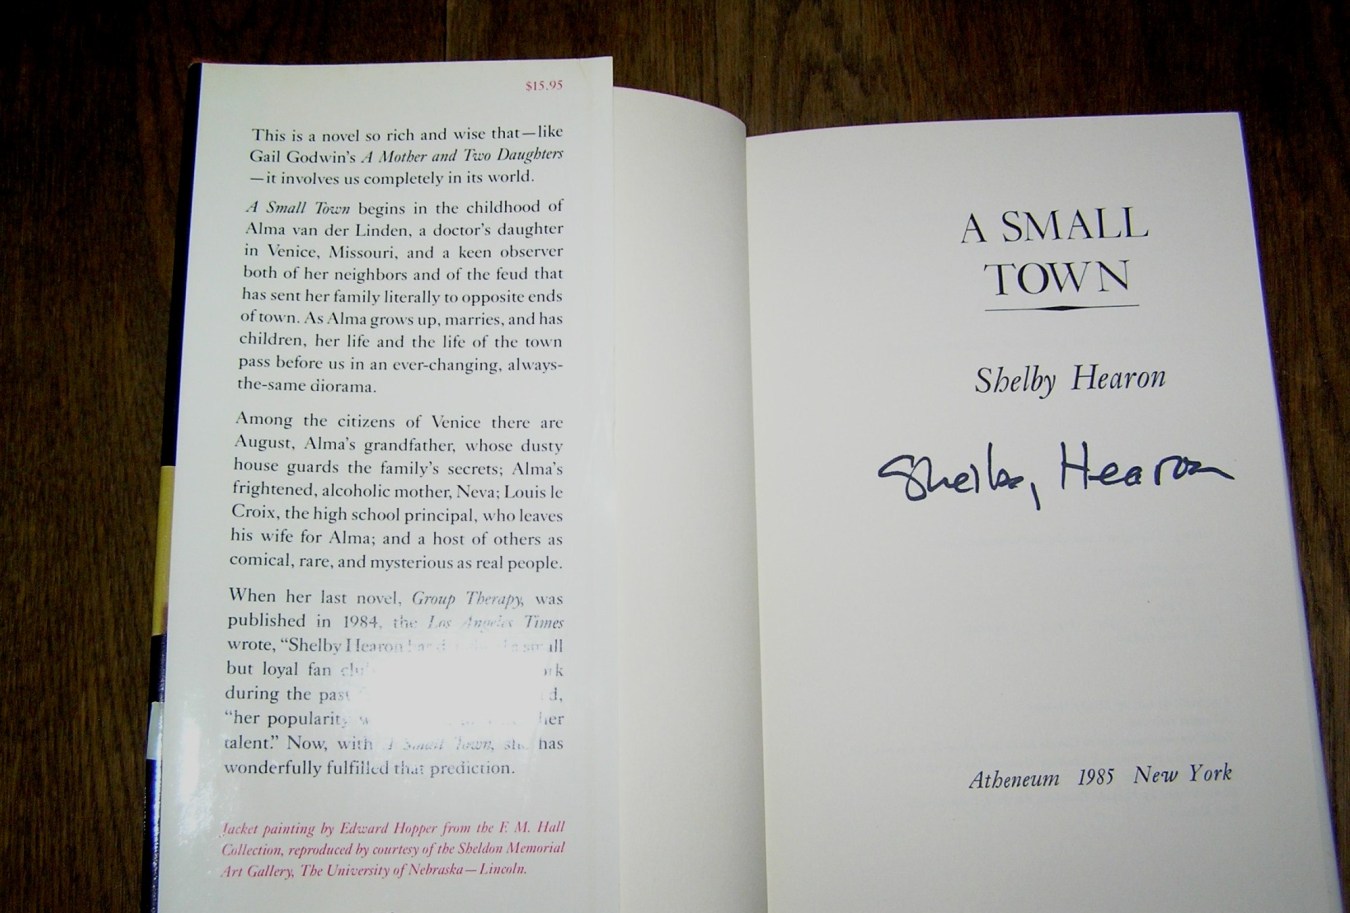 $15.95
This is a novel so rich and wise that—like
Gail Godwin's A Mother and Two Daughters
—it involves us completely in its world.
A Small Town begins in the childhood of
Alma van der Linden, a doctor's daughter
in Venice, Missouri, and a keen observer
both of her neighbors and of the feud that
has sent her family literally to opposite ends
of town. As Alma grows up, marries, and has
children, her life and the life of the town
pass before us in an ever-changing, always-
the-same diorama.
Among the citizens of Venice there are
August, Alma's grandfather, whose dusty
house guards the family's secrets; Alma's
frightened, alcoholic mother, Neva; Louis le
Croix, the high school principal, who leaves
his wife for Alma; and a host of others as
comical, rare, and mysterious as real people.
When her last novel, Group Therapy, was
published in 1984, the Los Angeles Times
wrote, "Shelby Hearon small
but loyal fan
during the past
"her popularity her
talent." Now, with A Small Town, she has
wonderfully fulfilled that prediction.
Jacket painting by Edward Hopper from the F. M. Hall
Collection, reproduced by courtesy of the Sheldon Memorial
Art Gallery, The University of Nebraska—Lincoln.
A SMALL
TOWN
Shelby Hearon
Shelby Hearon
Atheneum 1985 New York